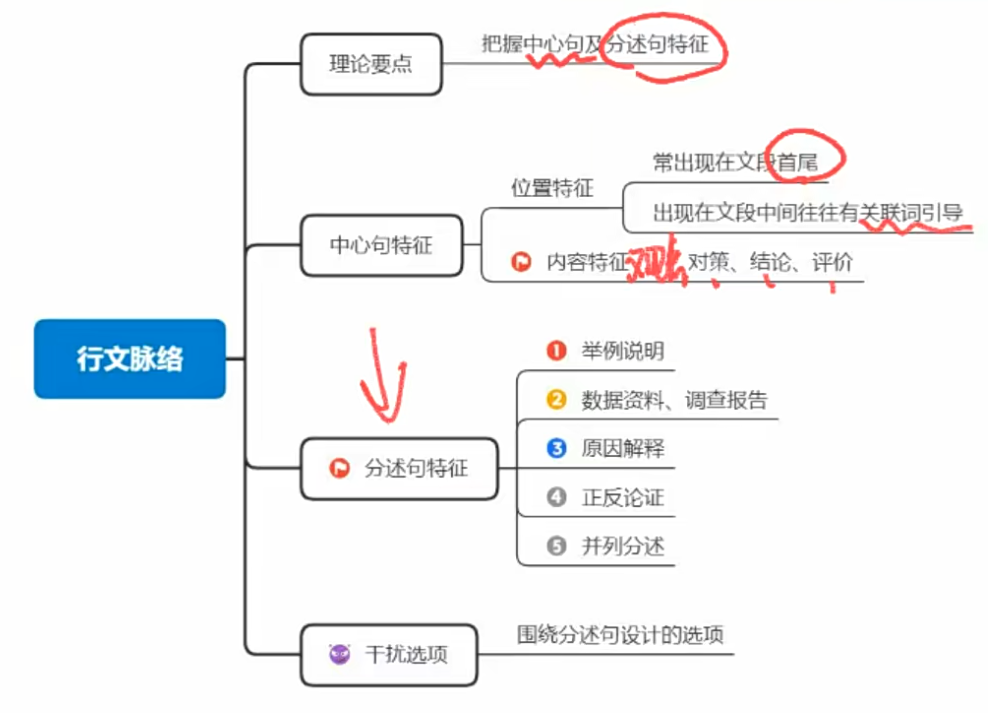 理论要点
把握中心句及分述句特征
中心句特征
位置特征
常出现在文段首尾
出现在文段中间往往有关联词引导
内容特征
对策、结论、评价
行文脉络
分述句特征
1 举例说明
2 数据资料、调查报告
3 原因解释
4 正反论证
5 并列分述
干扰选项
围绕分述句设计的选项